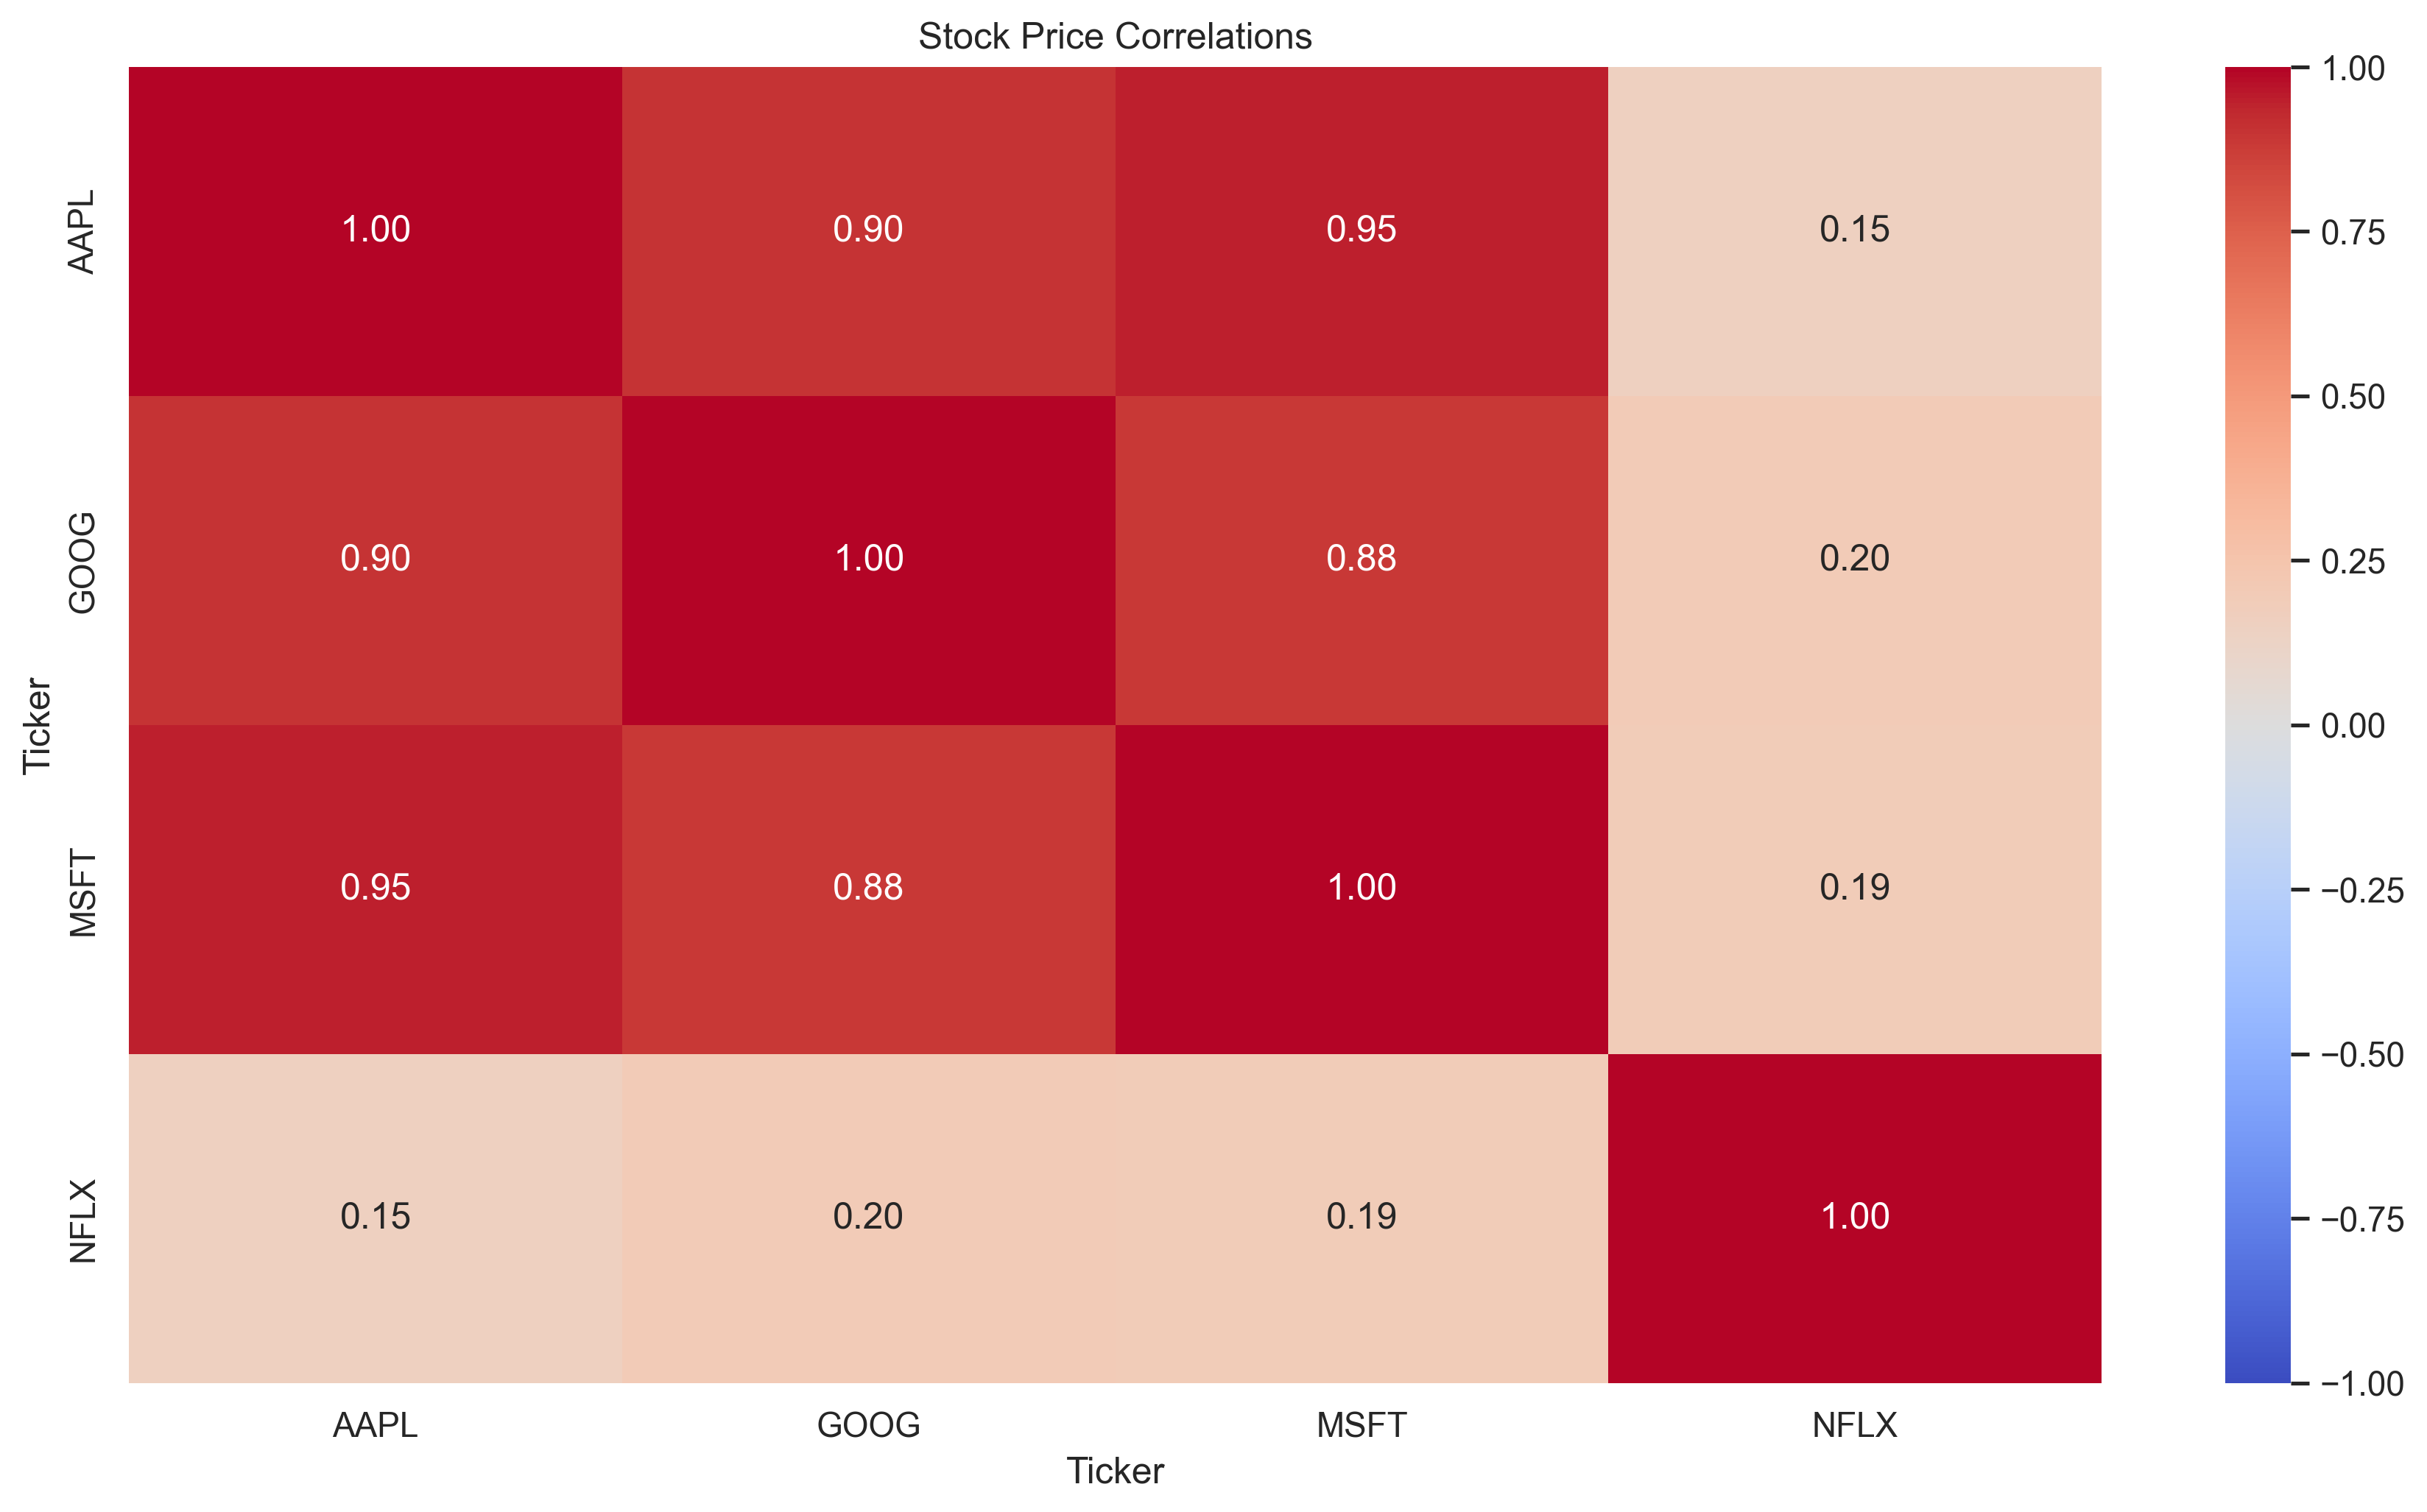 Stock Price Correlations
AAPL 1.00 0.90 0.95 0.15
GOOG 0.90 1.00 0.88 0.20
MSFT 0.95 0.88 1.00 0.19
NFLX 0.15 0.20 0.19 1.00
Ticker
AAPL GOOG MSFT NFLX
Ticker
1.00
0.75
0.50
0.25
0.00
−0.25
−0.50
−0.75
−1.00